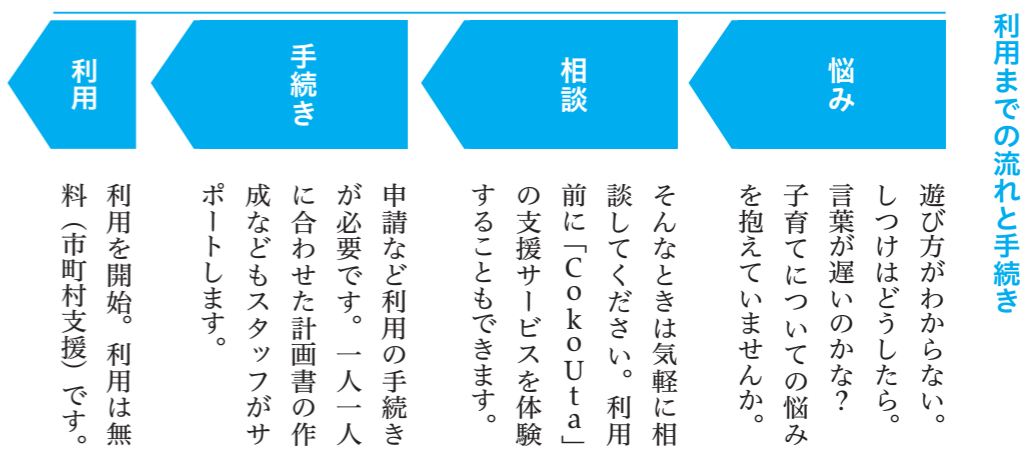 利用までの流れと手続き
悩み
遊び方がわからない。
しつけはどうしたら。
言葉が遅いのかな?
子育てについての悩み
を抱えていませんか。
相談
そんなときは気軽に相
談してください。利用
前に「CokoUta」
の支援サービスを体験
することもできます。
手続き
申請など利用の手続き
が必要です。一人一人
に合わせた計画書の作
成などもスタッフがサ
ポートします。
利用
利用を開始。利用は無
料(市町村支援)です。